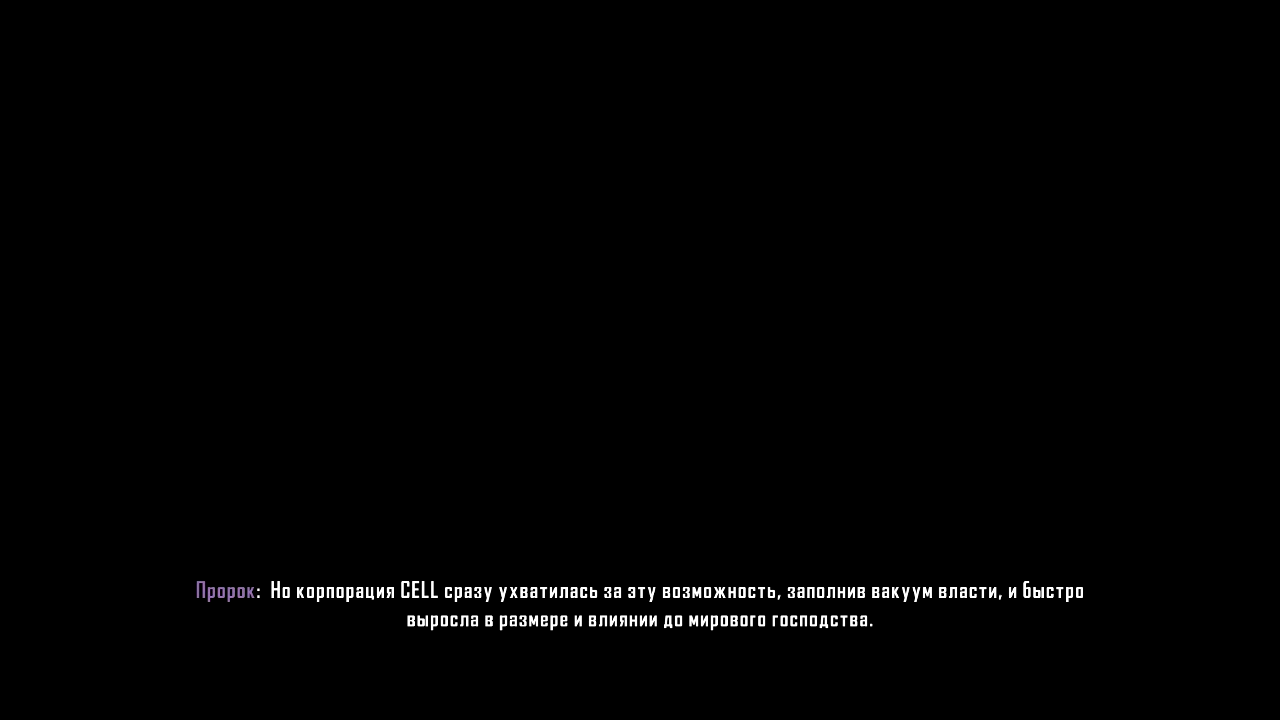 Пророк: Но корпорация CELL сразу ухватилась за эту возможность, заполнив вакуум власти, и быстро
выросла в размере и влиянии до мирового господства.